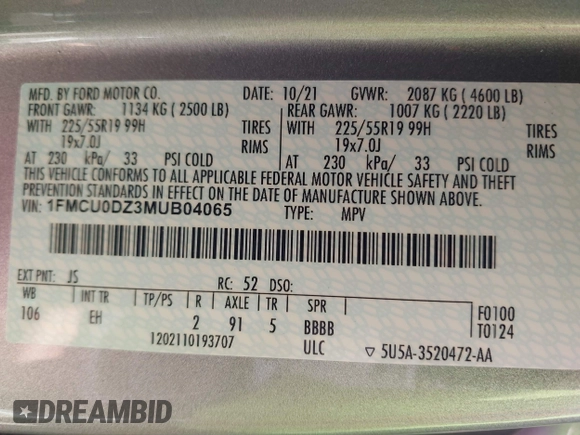 MFD. BY FORD MOTOR CO. DATE: 10/21 GVWR: 2087 KG ( 4600 LB)
FRONT GAWR: 1134 KG ( 2500 LB) REAR GAWR: 1007 KG ( 2220 LB)
WITH 225/55R19 99H TIRES WITH 225/55R19 99H TIRES
19x7.0J RIMS 19x7.0J RIMS
AT 230 kPa/ 33 PSI COLD AT 230 kPa/ 33 PSI COLD
THIS VEHICLE CONFORMS TO ALL APPLICABLE FEDERAL MOTOR VEHICLE SAFETY AND THEFT
PREVENTION STANDARDS IN EFFECT ON THE DATE OF MANUFACTURE SHOWN ABOVE.
VIN: 1FMCU0DZ3MUB04065 TYPE: MPV
EXT PNT: JS RC: 52 DSO:
WB INT TR TP/PS R AXLE TR SPR F0100
106 EH 2 91 5 BBBB T0124
1202110193707 ULC ▽ 5U5A-3520472-AA
DREAMBID